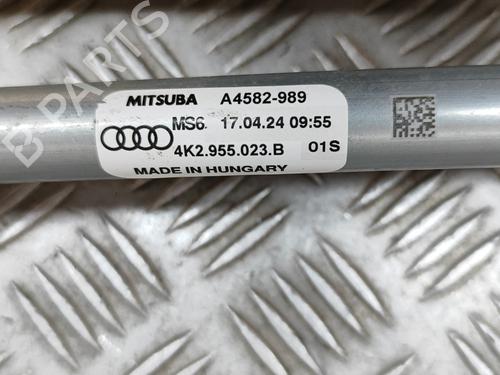 B PARTS
MITSUBA A4582-989
MS6. 17.04.24 09:55
4K2.955.023.B 01S
MADE IN HUNGARY